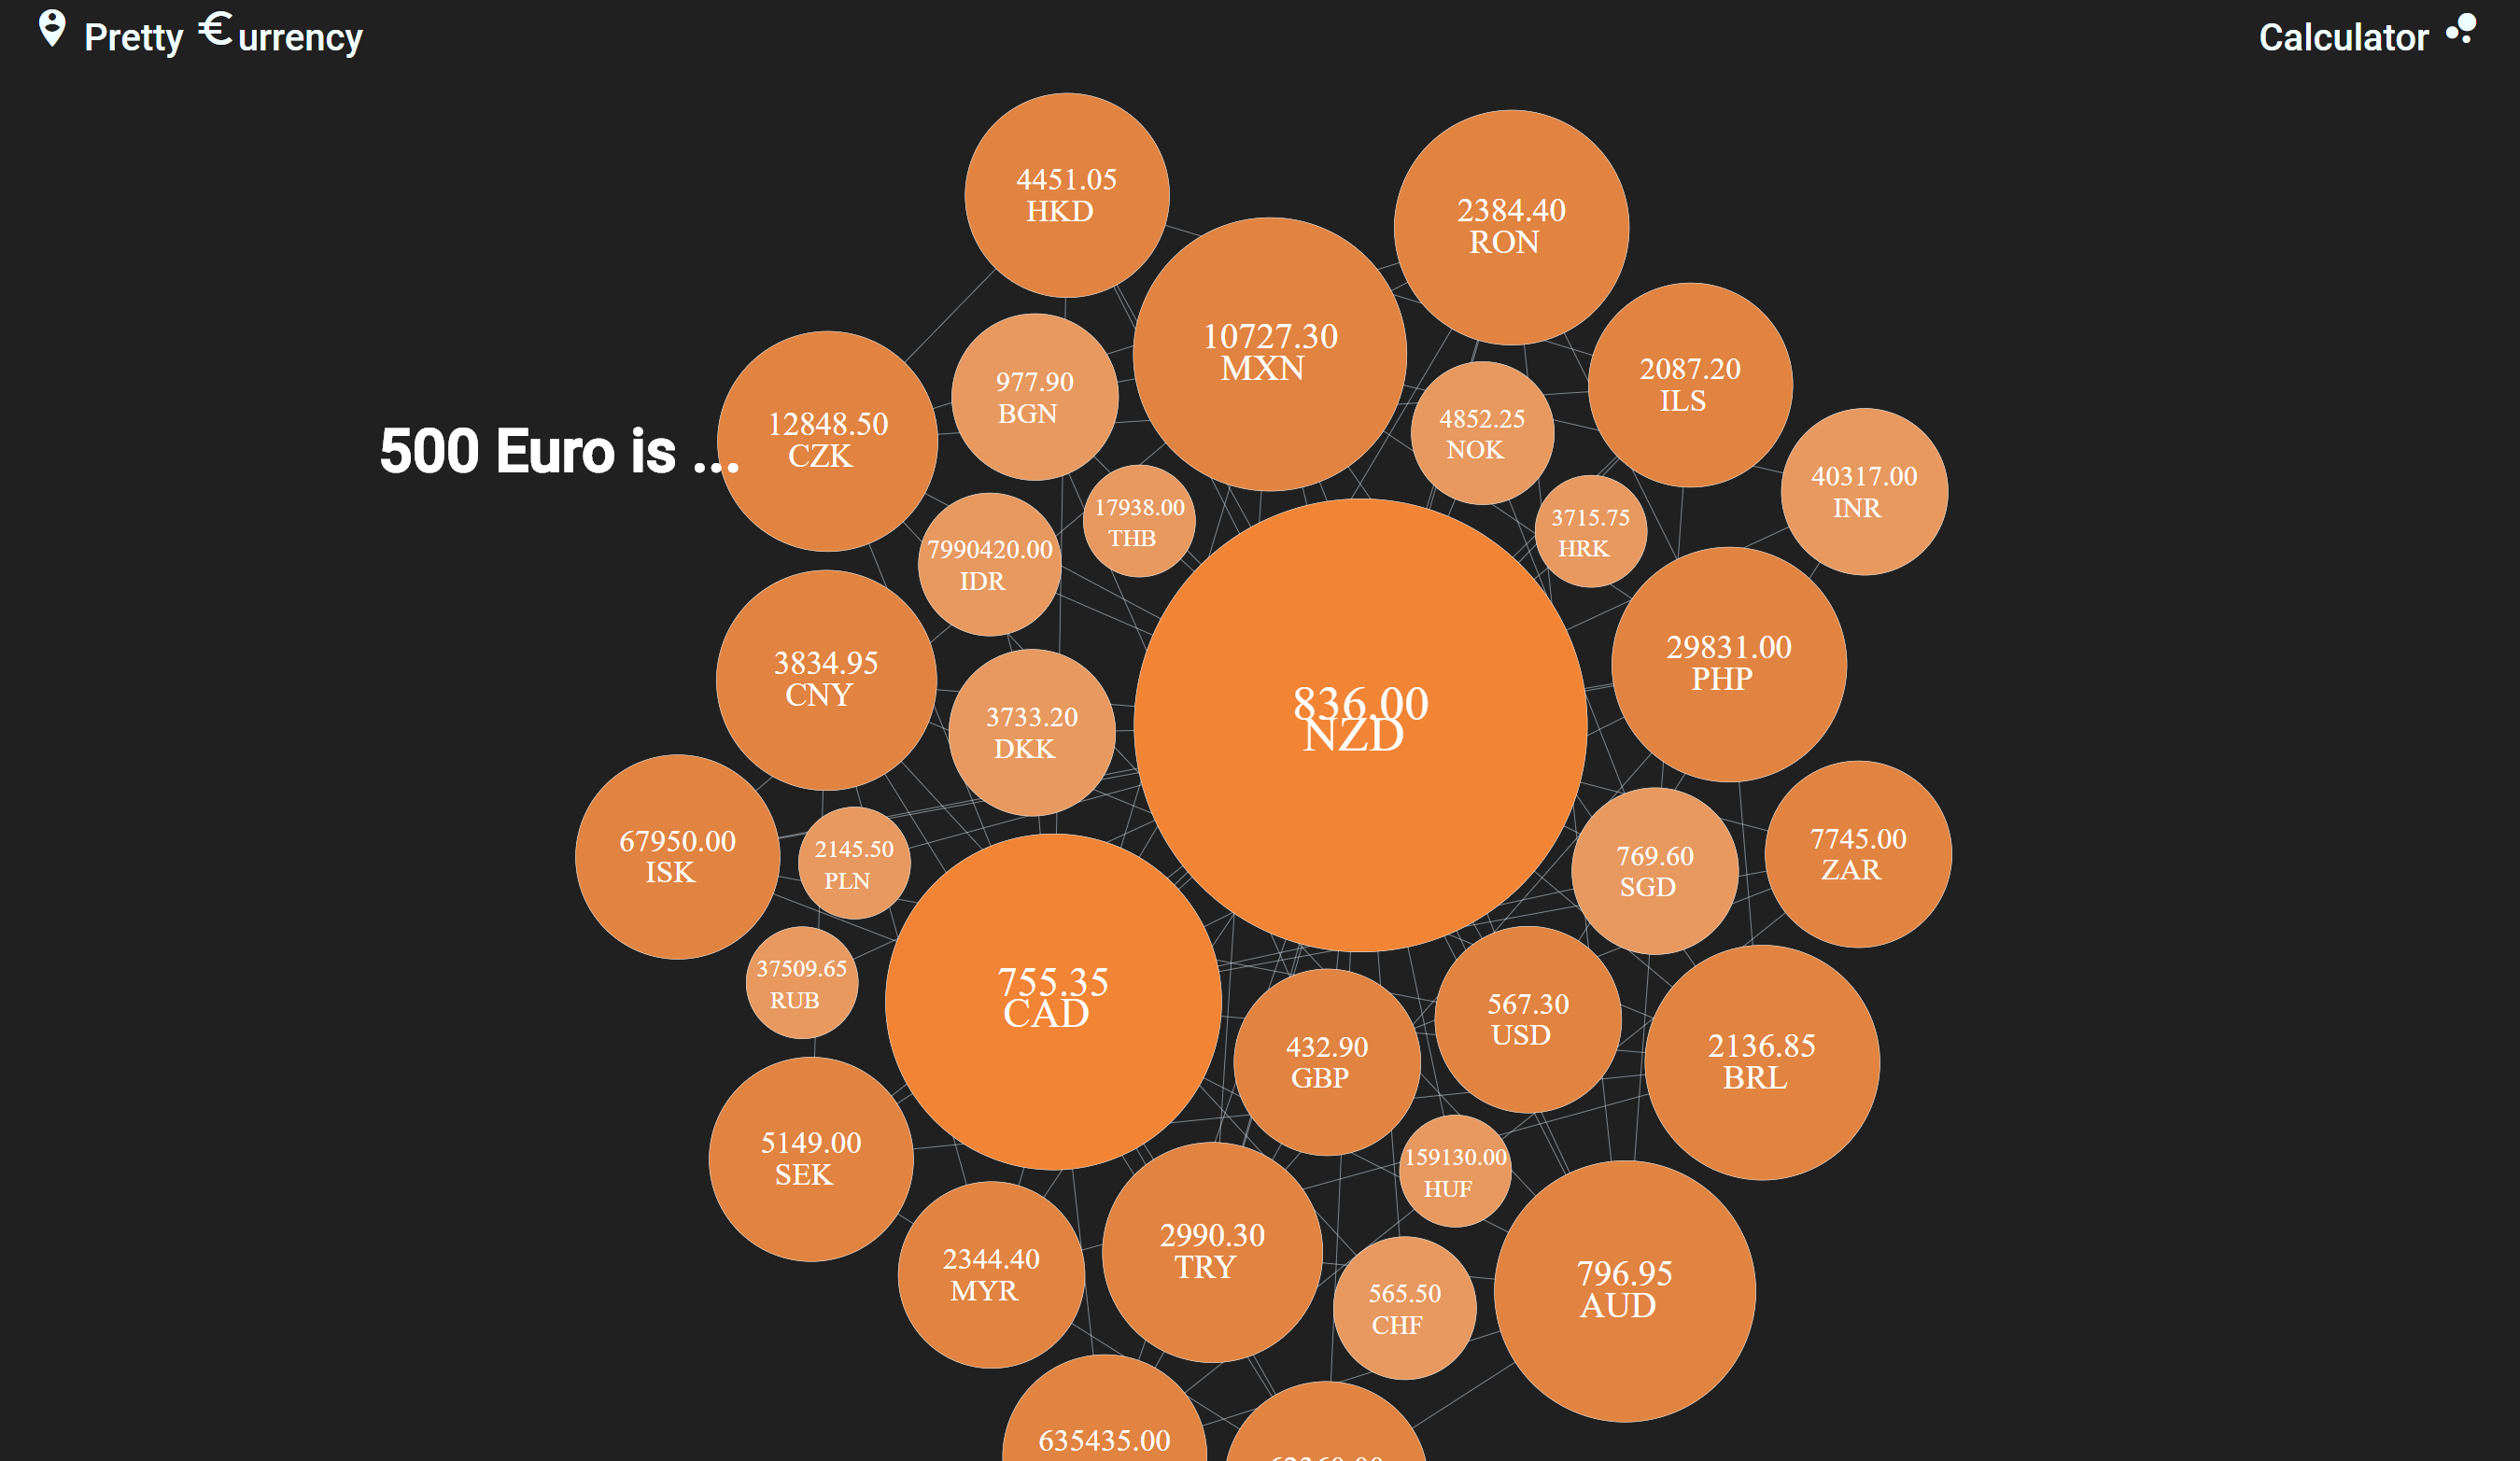 Pretty €urrency
Calculator
4451.05
HKD
2384.40
RON
10727.30
MXN
2087.20
ILS
977.90
BGN
12848.50
CZK
4852.25
NOK
500 Euro is ...
40317.00
INR
17938.00
THB
3715.75
HRK
7990420.00
IDR
29831.00
PHP
3834.95
CNY
836.00
NZD
3733.20
DKK
67950.00
ISK
2145.50
PLN
7745.00
ZAR
769.60
SGD
37509.65
RUB
755.35
CAD
567.30
USD
432.90
GBP
2136.85
BRL
5149.00
SEK
159130.00
HUF
2344.40
MYR
2990.30
TRY
796.95
AUD
565.50
CHF
635435.00